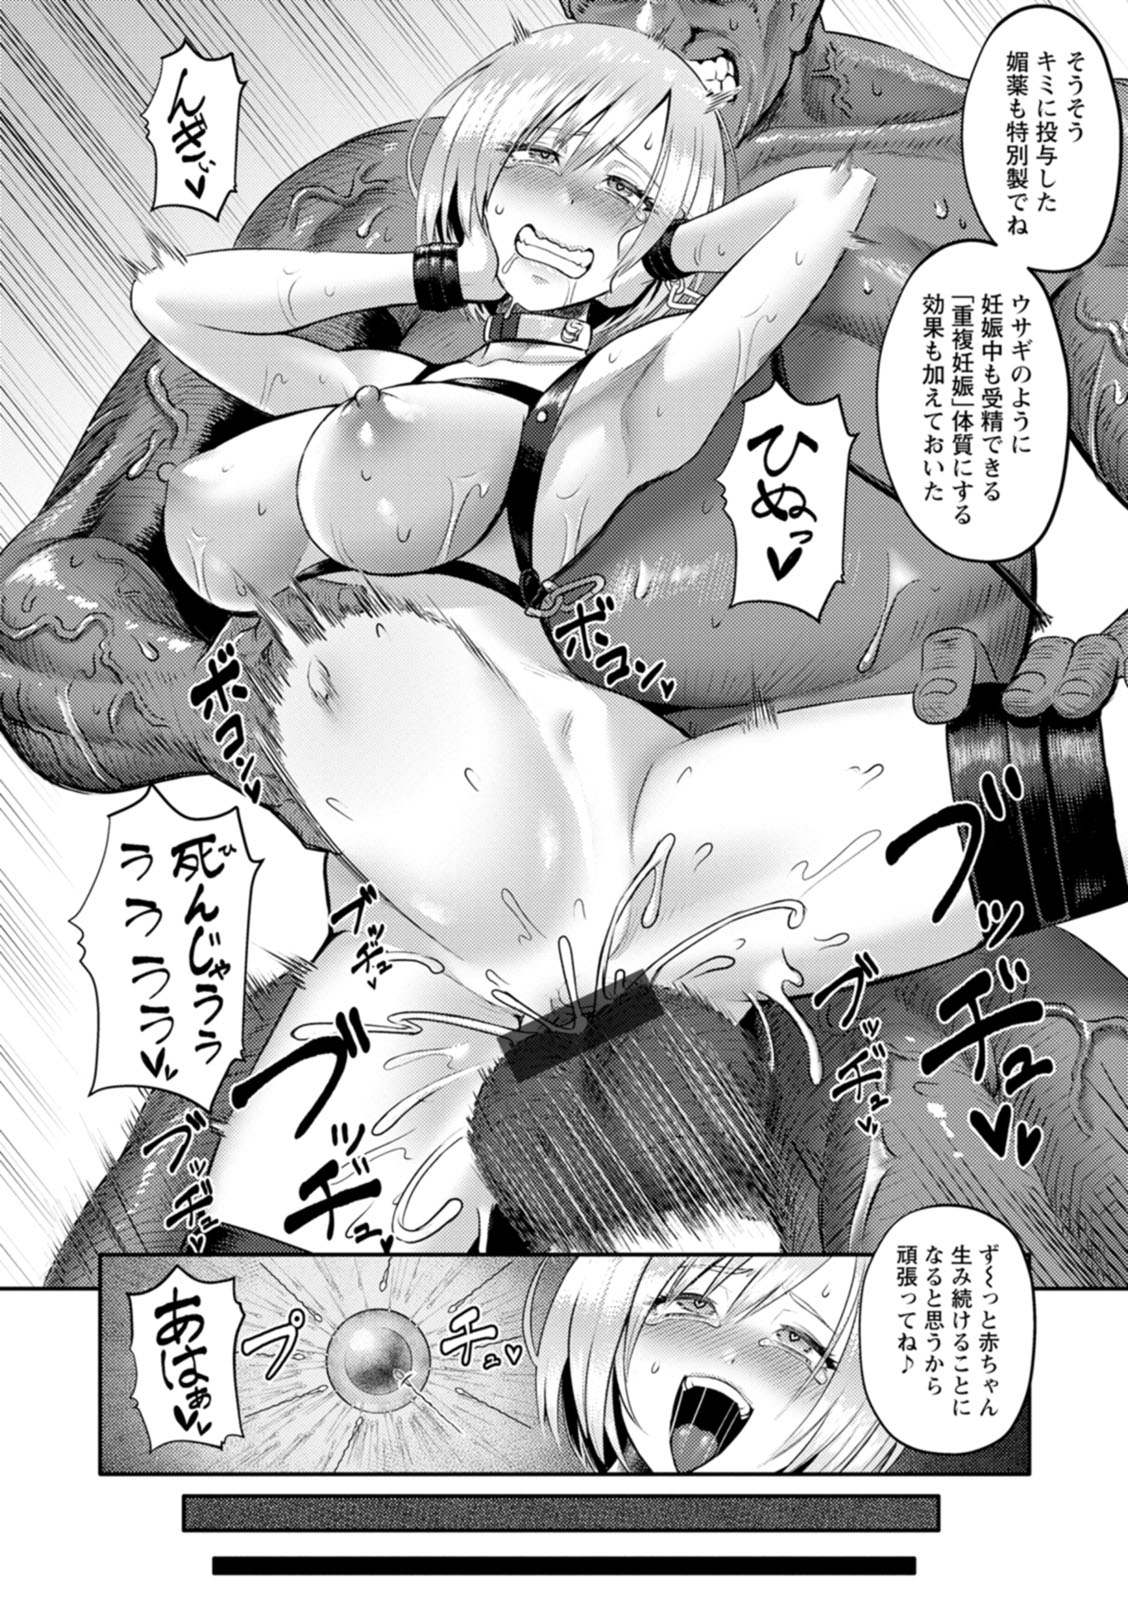 そうそう
キミに投与した
媚薬も特別製でね
ウサギのように
妊娠中も受精できる
「重複妊娠」体質にする
効果も加えておいた
んきぃ♥
ひぬっ♥
ボコンッ♥
ボコンッ♥
死んじゃうぅ
ひ
うううぅ♥
ブッヂュ♥
ブッヂュ♥
ブッヂュ♥
ブッヂュ♥
ブッヂュ♥
ず〜っと赤ちゃん
生み続けることに
なると思うから
頑張ってね♪
プチュ♥
あはぁ♥